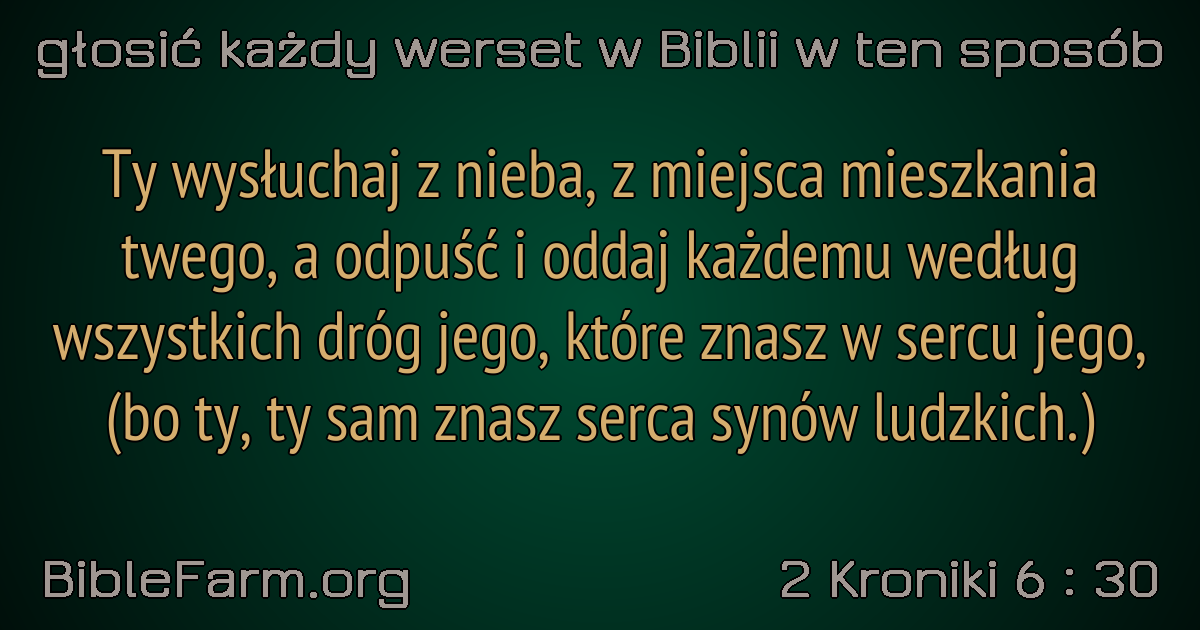 głosić każdy werset w Biblii w ten sposób
Ty wysłuchaj z nieba, z miejsca mieszkania
twego, a odpuść i oddaj każdemu według
wszystkich dróg jego, które znasz w sercu jego,
(bo ty, ty sam znasz serca synów ludzkich.)
BibleFarm.org
2 Kroniki 6 : 30